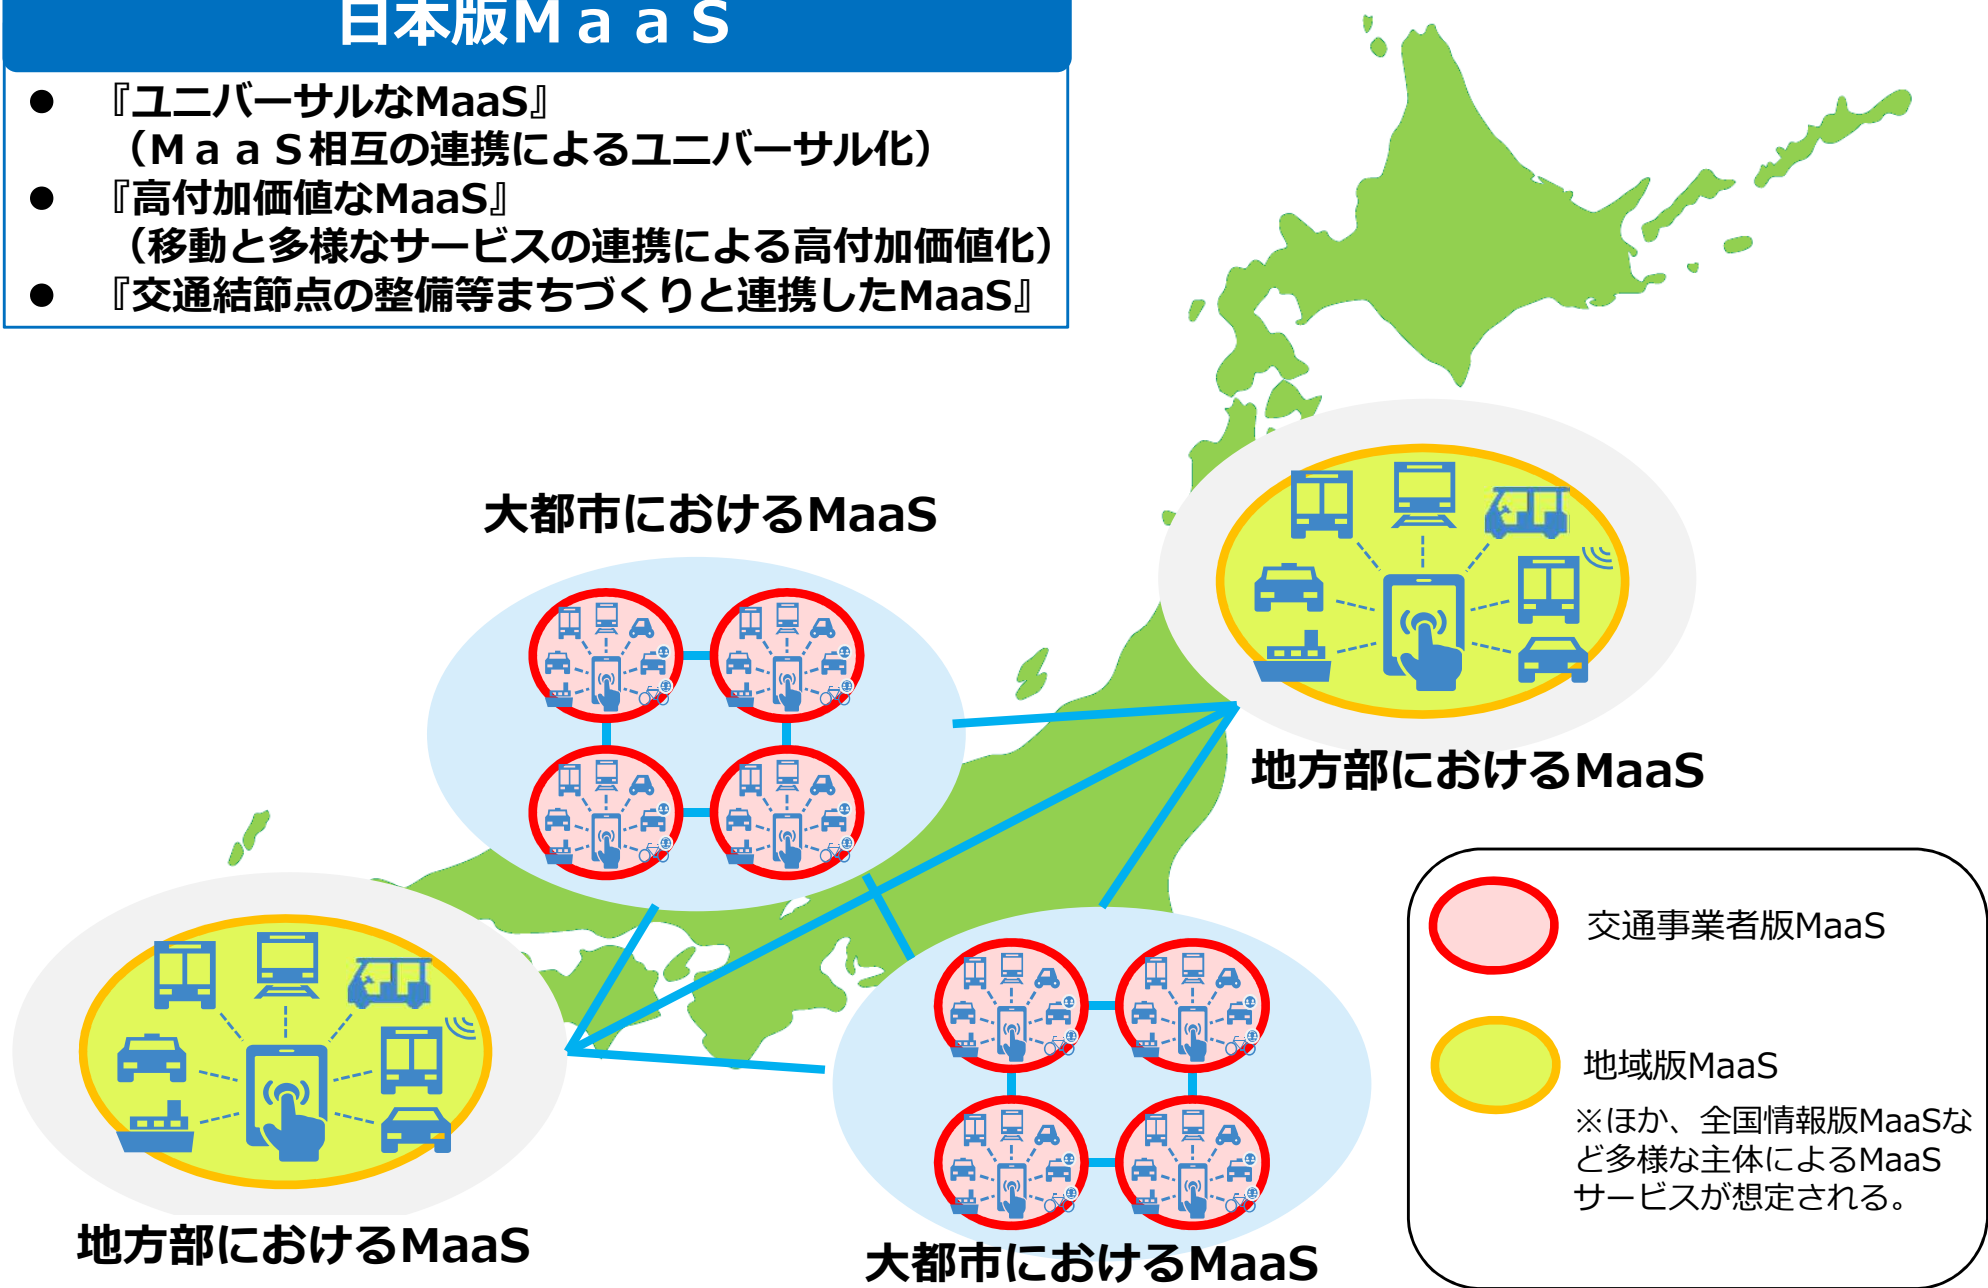 日本版ＭａａＳ
● 『ユニバーサルなMaaS』
（ＭａａＳ相互の連携によるユニバーサル化）
● 『高付加価値なMaaS』
（移動と多様なサービスの連携による高付加価値化）
● 『交通結節点の整備等まちづくりと連携したMaaS』
大都市におけるMaaS
地方部におけるMaaS
交通事業者版MaaS
地域版MaaS
※ほか、全国情報版MaaSな
ど多様な主体によるMaaS
サービスが想定される。
地方部におけるMaaS
大都市におけるMaaS